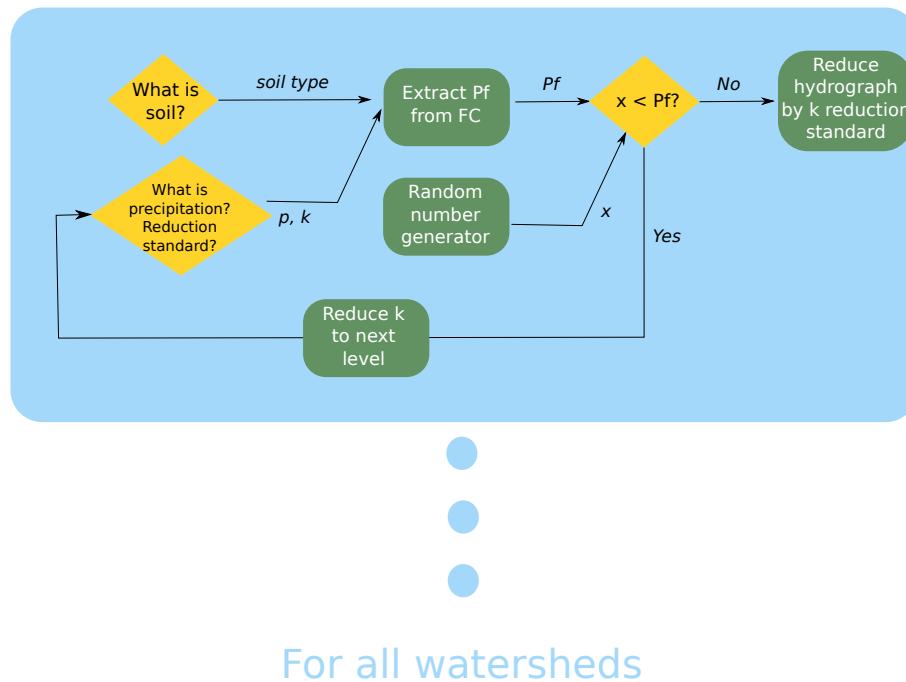 What is
soil?
soil type
Extract Pf
from FC
Pf
x < Pf?
No
Reduce
hydrograph
by k reduction
standard
What is
precipitation?
Reduction
standard?
p, k
Random
number
generator
x
Yes
Reduce k
to next
level
For all watersheds